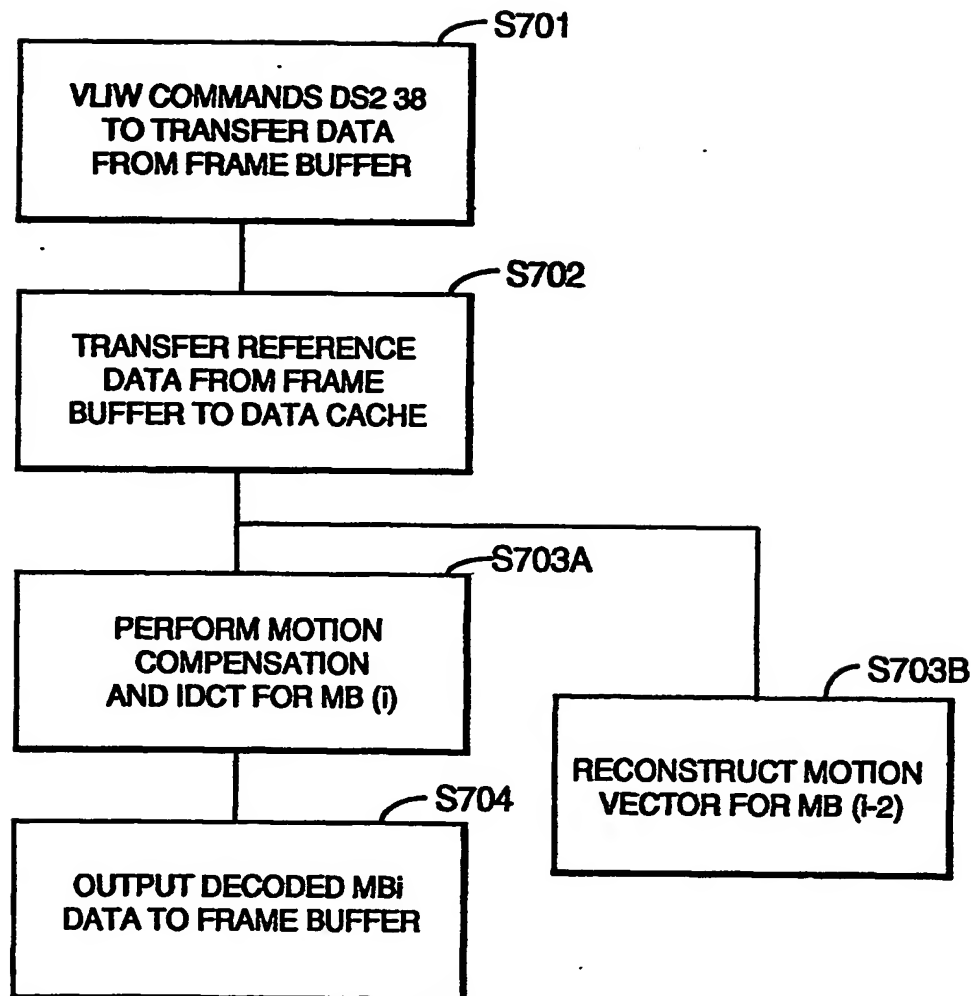 S701
VLIW COMMANDS DS2 38
TO TRANSFER DATA
FROM FRAME BUFFER
S702
TRANSFER REFERENCE
DATA FROM FRAME
BUFFER TO DATA CACHE
S703A
PERFORM MOTION
COMPENSATION
AND IDCT FOR MB (i)
S703B
RECONSTRUCT MOTION
VECTOR FOR MB (i-2)
S704
OUTPUT DECODED MBi
DATA TO FRAME BUFFER